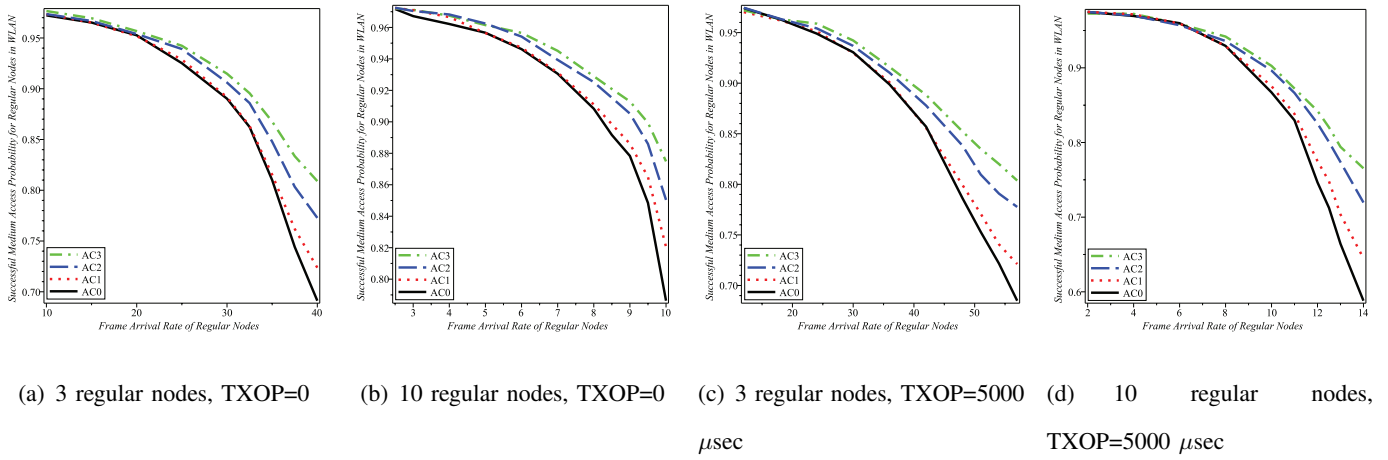 Successful Medium Access Probability for Regular Nodes in WLAN
0.95
0.90
0.85
0.80
0.75
0.70
AC3
AC2
AC1
AC0
10
20
30
40
Frame Arrival Rate of Regular Nodes
Successful Medium Access Probability for Regular Nodes in WLAN
0.96
0.94
0.92
0.90
0.88
0.86
0.84
0.82
0.80
AC3
AC2
AC1
AC0
3
4
5
6
7
8
9
10
Frame Arrival Rate of Regular Nodes
Successful Medium Access Probability for Regular Nodes in WLAN
0.95
0.90
0.85
0.80
0.75
0.70
AC3
AC2
AC1
AC0
20
30
40
50
Frame Arrival Rate of Regular Nodes
Successful Medium Access Probability for Regular Nodes in WLAN
0.9
0.8
0.7
0.6
AC3
AC2
AC1
AC0
2
4
6
8
10
12
14
Frame Arrival Rate of Regular Nodes
(a) 3 regular nodes, TXOP=0
(b) 10 regular nodes, TXOP=0
(c) 3 regular nodes, TXOP=5000
μsec
(d) 10 regular nodes,
TXOP=5000 μsec